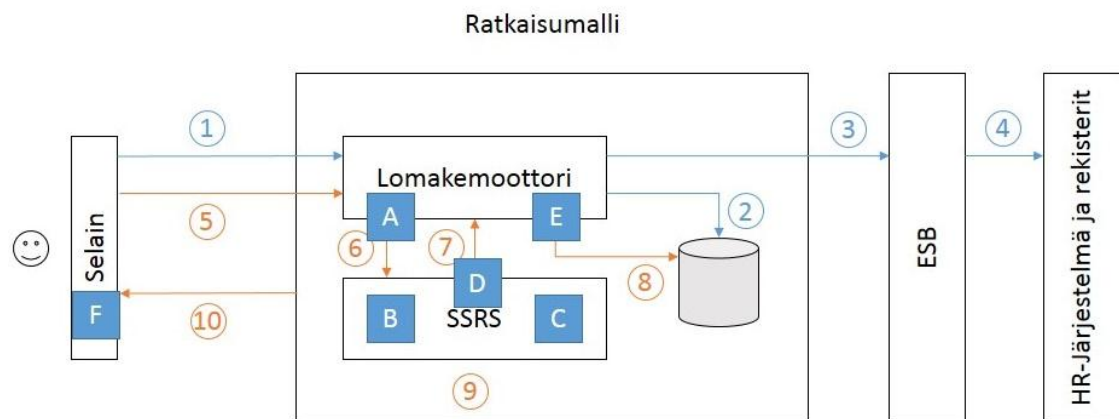 Ratkaisumalli
1
3
4
Lomakemoottori
5
A
E
2
6
7
8
Selain
D
F
B
SSRS
C
10
9
ESB
HR-Järjestelmä ja rekisterit